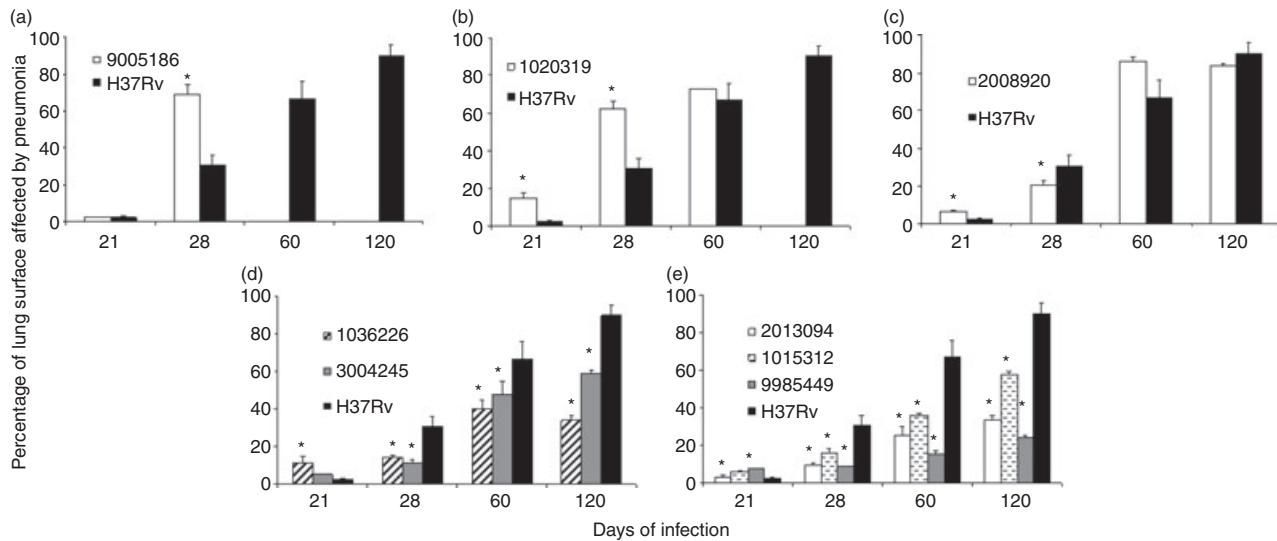 Percentage of lung surface affected by pneumonia
(a)
100
80
60
40
20
0
9005186
H37Rv
*
21 28 60 120
(b)
100
80
60
40
20
0
1020319
H37Rv
*
*
21 28 60 120
(c)
100
80
60
40
20
0
2008920
H37Rv
*
*
21 28 60 120
(d)
100
80
60
40
20
0
1036226
3004245
H37Rv
*
* *
* *
* *
21 28 60 120
(e)
100
80
60
40
20
0
2013094
1015312
9985449
H37Rv
* *
* * *
* * *
* * *
21 28 60 120
Days of infection